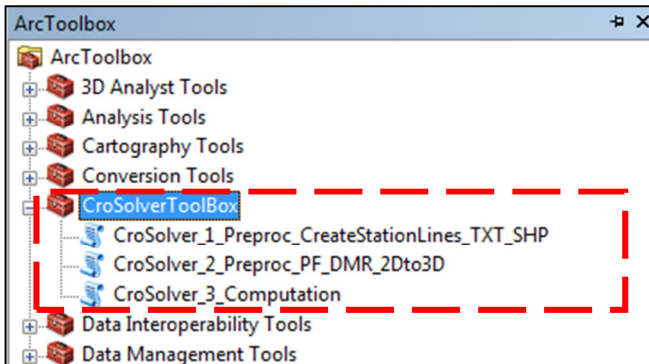 ArcToolbox
ArcToolbox
3D Analyst Tools
Analysis Tools
Cartography Tools
Conversion Tools
CroSolverToolBox
CroSolver_1_Preproc_CreateStationLines_TXT_SHP
CroSolver_2_Preproc_PF_DMR_2Dto3D
CroSolver_3_Computation
Data Interoperability Tools
Data Management Tools